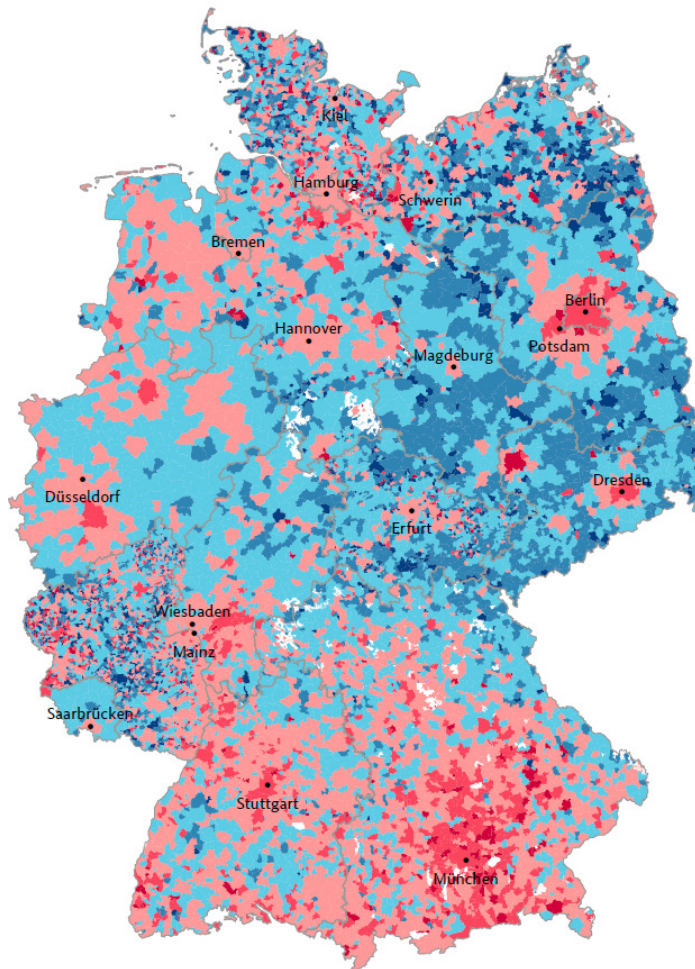 Kiel
Hamburg
Schwerin
Bremen
Berlin
Hannover
Potsdam
Magdeburg
Düsseldorf
Dresden
Erfurt
Wiesbaden
Mainz
Saarbrücken
Stuttgart
München